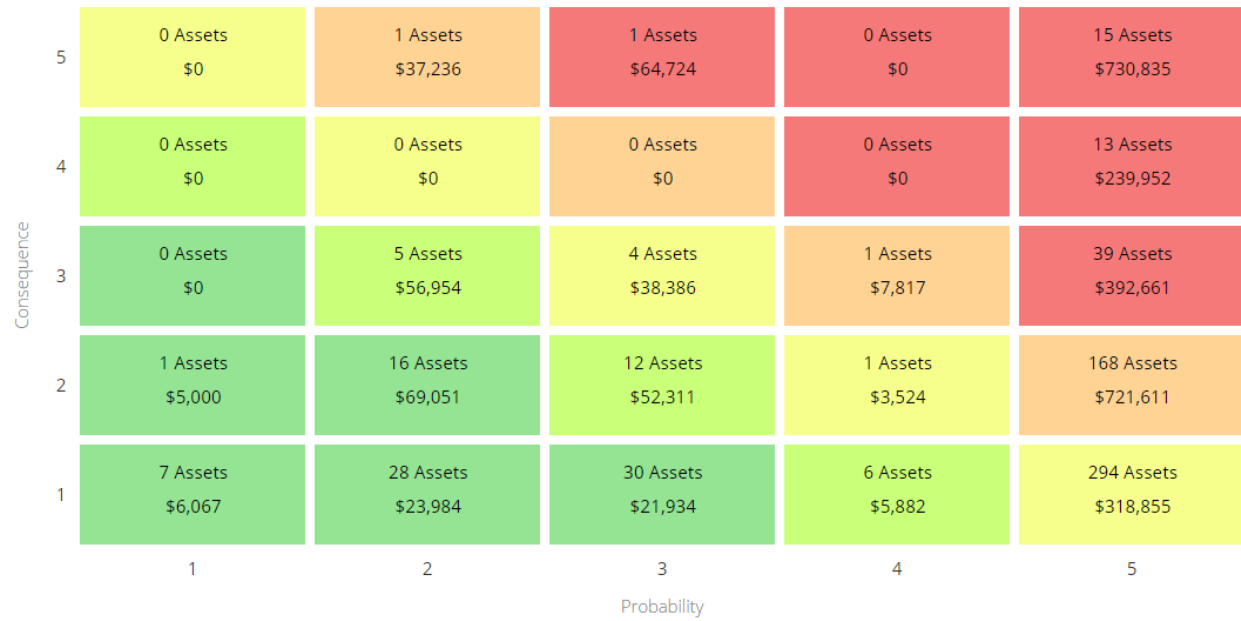 0 Assets 1 Assets 1 Assets 0 Assets 15 Assets
5
$0 $37,236 $64,724 $0 $730,835
0 Assets 0 Assets 0 Assets 0 Assets 13 Assets
4
$0 $0 $0 $0 $239,952
0 Assets 5 Assets 4 Assets 1 Assets 39 Assets
3
$0 $56,954 $38,386 $7,817 $392,661
Consequence
1 Assets 16 Assets 12 Assets 1 Assets 168 Assets
2
$5,000 $69,051 $52,311 $3,524 $721,611
7 Assets 28 Assets 30 Assets 6 Assets 294 Assets
1
$6,067 $23,984 $21,934 $5,882 $318,855
1 2 3 4 5
Probability